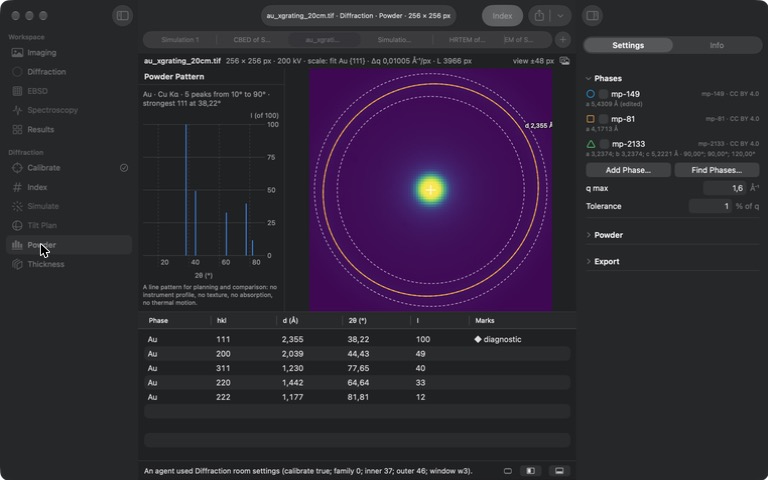 au_xgrating_20cm.tif · Diffraction · Powder · 256 × 256 px
Index
Workspace
Imaging
Diffraction
EBSD
Spectroscopy
Results
Diffraction
Calibrate
Index
Simulate
Tilt Plan
Powder
Thickness
Simulation 1
CBED of S...
au_xgrati...
Simulatio...
HRTEM of...
EM of S...
au_xgrating_20cm.tif 256 × 256 px · 200 kV · scale: fit Au {111} · Δq 0,01005 Å⁻¹/px · L 3966 px
view ±48 px
Powder Pattern
Au · Cu Kα · 5 peaks from 10° to 90° ·
strongest 111 at 38,22°
I (of 100)
100
75
50
25
0
20 40 60 80
2θ (°)
A line pattern for planning and comparison: no
instrument profile, no texture, no absorption,
no thermal motion.
d 2,355 Å
Phase hkl d (Å) 2θ (°) I Marks
Au 111 2,355 38,22 100 ◆ diagnostic
Au 200 2,039 44,43 49
Au 311 1,230 77,65 40
Au 220 1,442 64,64 33
Au 222 1,177 81,81 12
An agent used Diffraction room settings (calibrate true; family 0; inner 37; outer 46; window w3).
Settings
Info
Phases
mp-149 mp-149 · CC BY 4.0
a 5,4309 Å (edited)
mp-81 mp-81 · CC BY 4.0
a 4,1713 Å
mp-2133 mp-2133 · CC BY 4.0
a 3,2374; b 3,2374; c 5,2221 Å · 90,00°; 90,00°; 120,00°
Add Phase...
Find Phases...
q max 1,6 Å⁻¹
Tolerance 1 % of q
Powder
Export